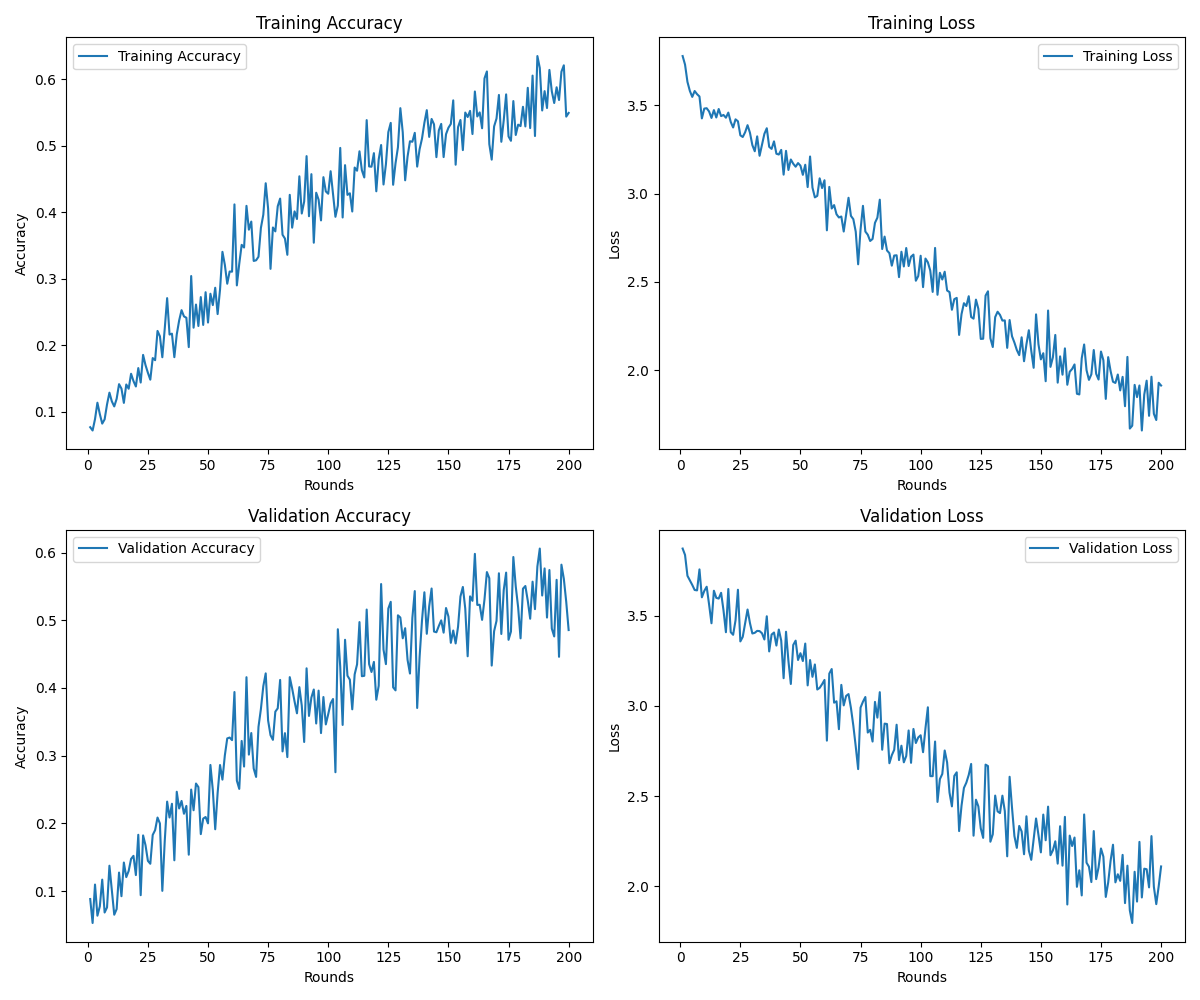 Training Accuracy
Training Accuracy
0.6
0.5
0.4
0.3
0.2
0.1
Accuracy
0 25 50 75 100 125 150 175 200
Rounds
Training Loss
Training Loss
3.5
3.0
2.5
2.0
Loss
0 25 50 75 100 125 150 175 200
Rounds
Validation Accuracy
Validation Accuracy
0.6
0.5
0.4
0.3
0.2
0.1
Accuracy
0 25 50 75 100 125 150 175 200
Rounds
Validation Loss
Validation Loss
3.5
3.0
2.5
2.0
Loss
0 25 50 75 100 125 150 175 200
Rounds